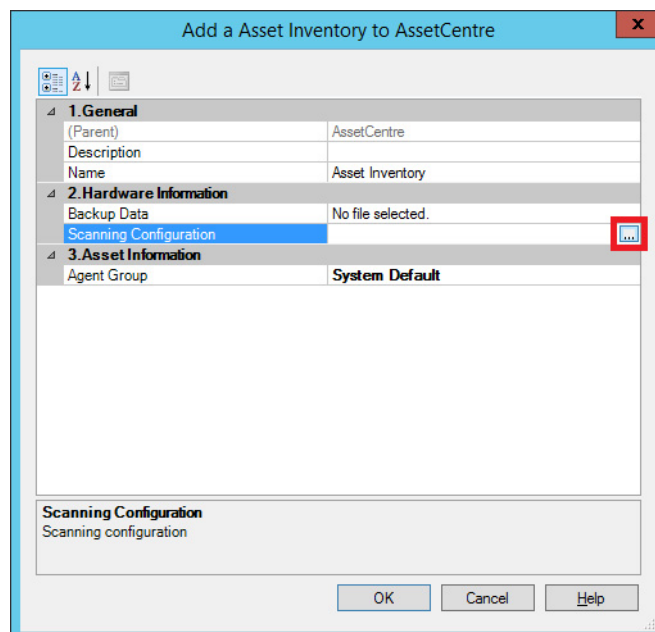 Add a Asset Inventory to AssetCentre
x
A
Z
1.General
(Parent) AssetCentre
Description
Name Asset Inventory
2.Hardware Information
Backup Data No file selected.
Scanning Configuration ...
3.Asset Information
Agent Group System Default
Scanning Configuration
Scanning configuration
OK Cancel Help